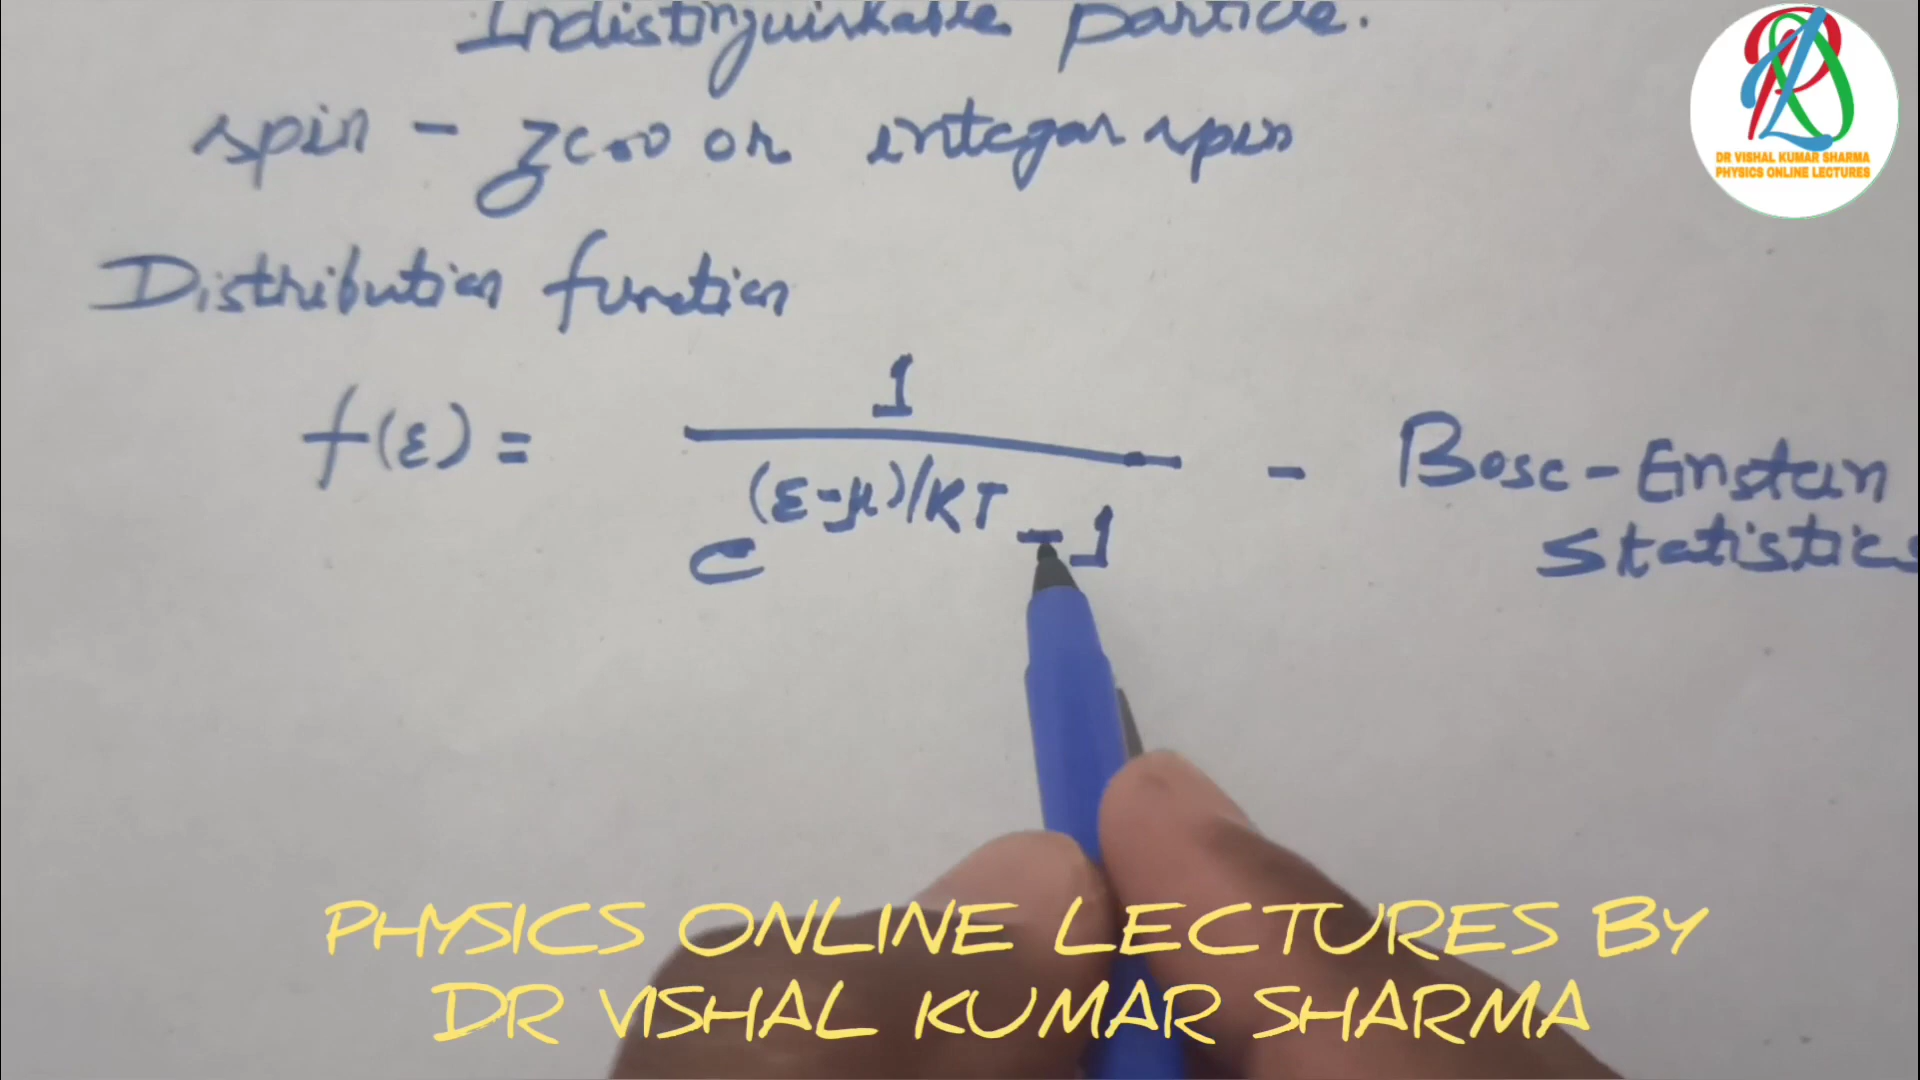 Indistinguishable particle.
spin - zero or integar spin
Distribution function
f(ε) = 1 / e^(ε-μ)/KT - 1 - Bose-Einstein
Statistics
DR VISHAL KUMAR SHARMA
PHYSICS ONLINE LECTURES
PHYSICS ONLINE LECTURES BY
DR VISHAL KUMAR SHARMA